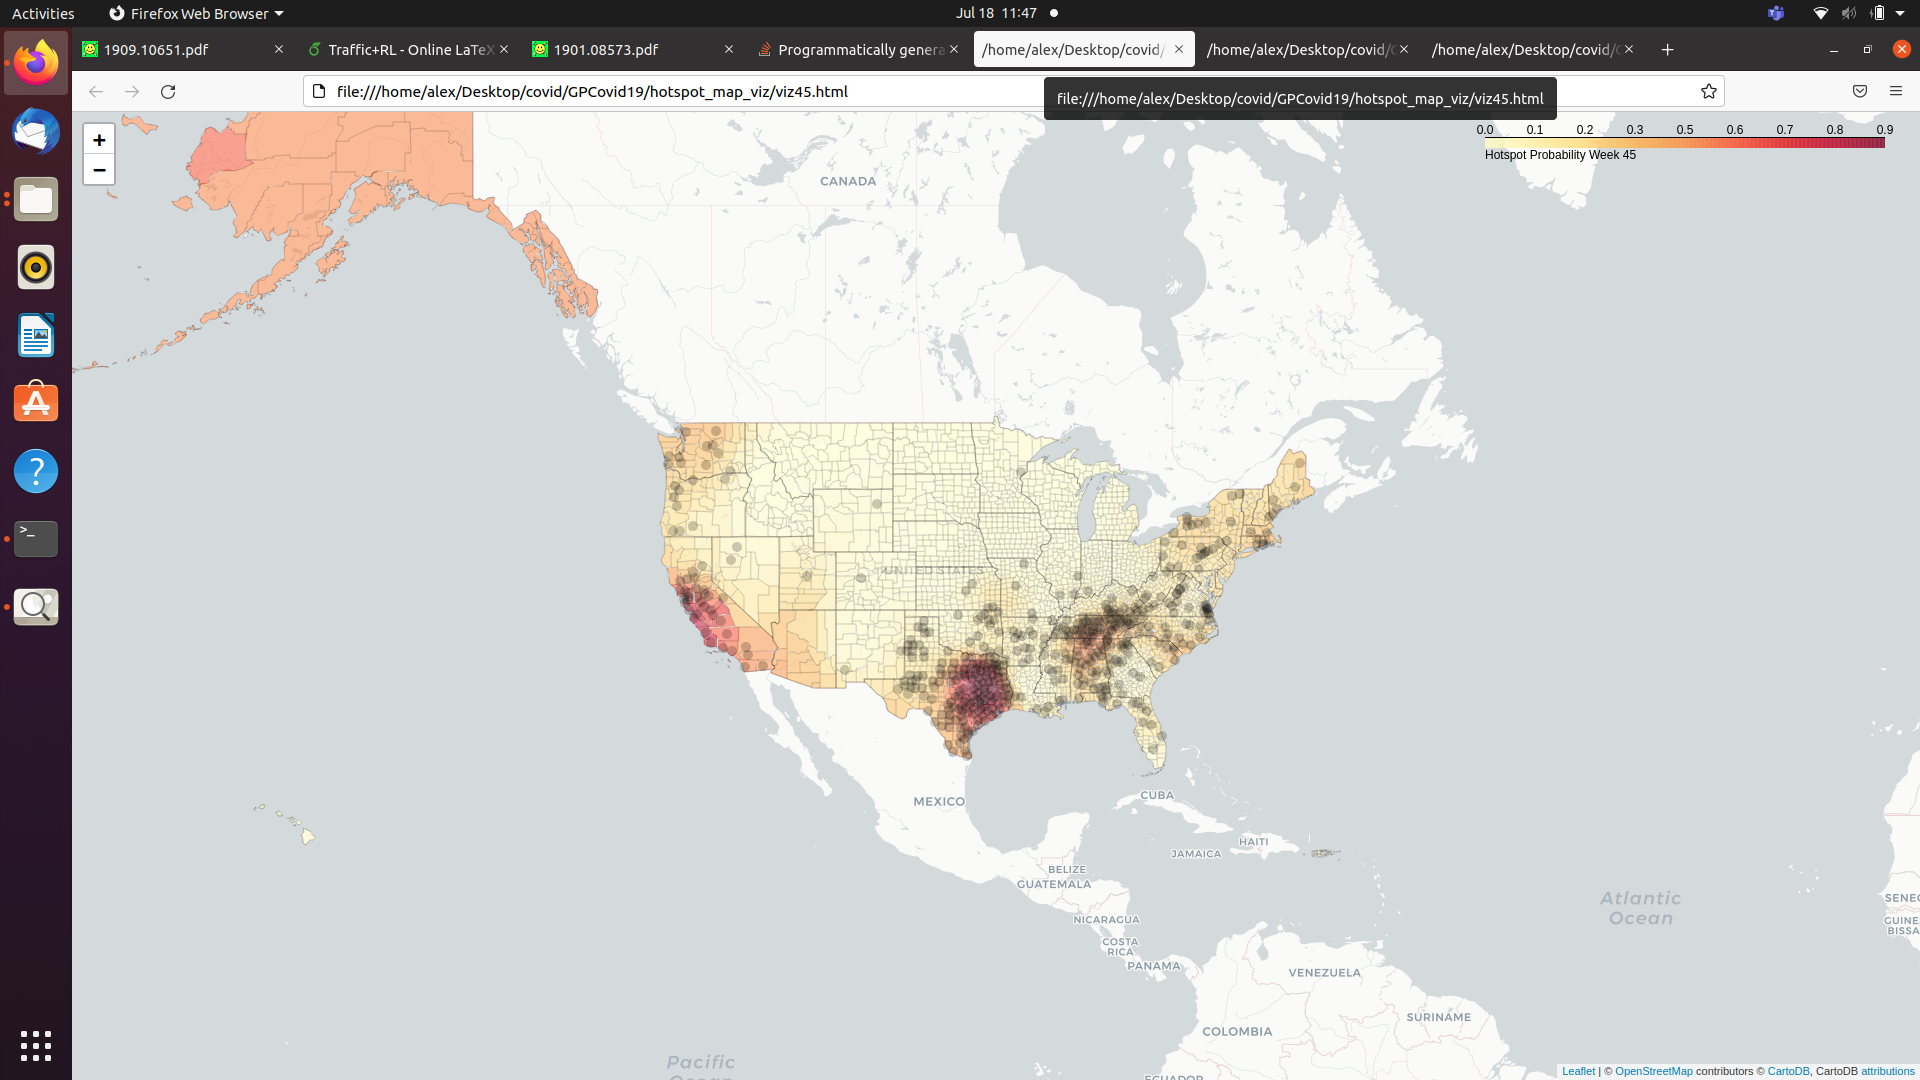 Activities
Firefox Web Browser
Jul 18 11:47
1909.10651.pdf
Traffic+RL - Online LaTeX
1901.08573.pdf
Programmatically genera
/home/alex/Desktop/covid/
/home/alex/Desktop/covid/
/home/alex/Desktop/covid/
file:///home/alex/Desktop/covid/GPCovid19/hotspot_map_viz/viz45.html
file:///home/alex/Desktop/covid/GPCovid19/hotspot_map_viz/viz45.html
+
−
0.0 0.1 0.2 0.3 0.4 0.5 0.6 0.7 0.8 0.9
Hotspot Probability Week 45
CANADA
UNITED STATES
MEXICO
CUBA
HAITI
JAMAICA
BELIZE
GUATEMALA
NICARAGUA
COSTA
RICA
PANAMA
VENEZUELA
COLOMBIA
SURINAME
ECUADOR
Atlantic
Ocean
Pacific
Ocean
SENEG
GUINE
BISSA
Leaflet | © OpenStreetMap contributors © CartoDB, CartoDB attributions